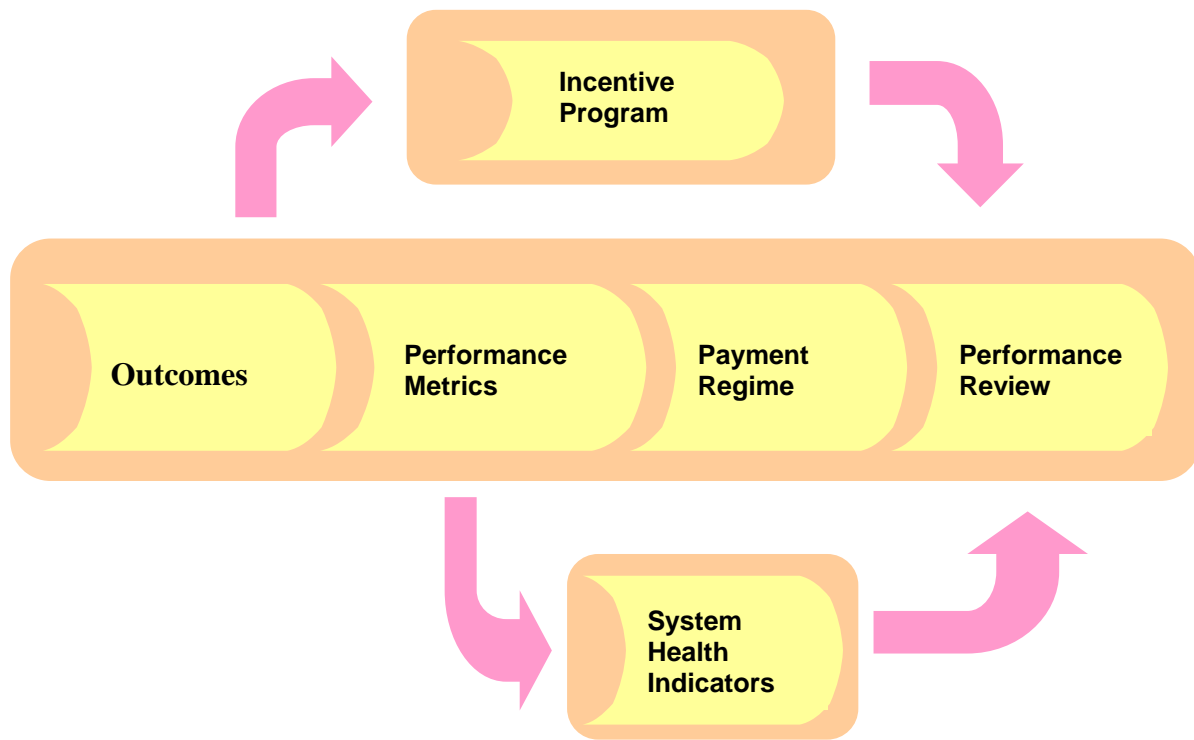 Incentive
Program
Outcomes
Performance
Metrics
Payment
Regime
Performance
Review
System
Health
Indicators